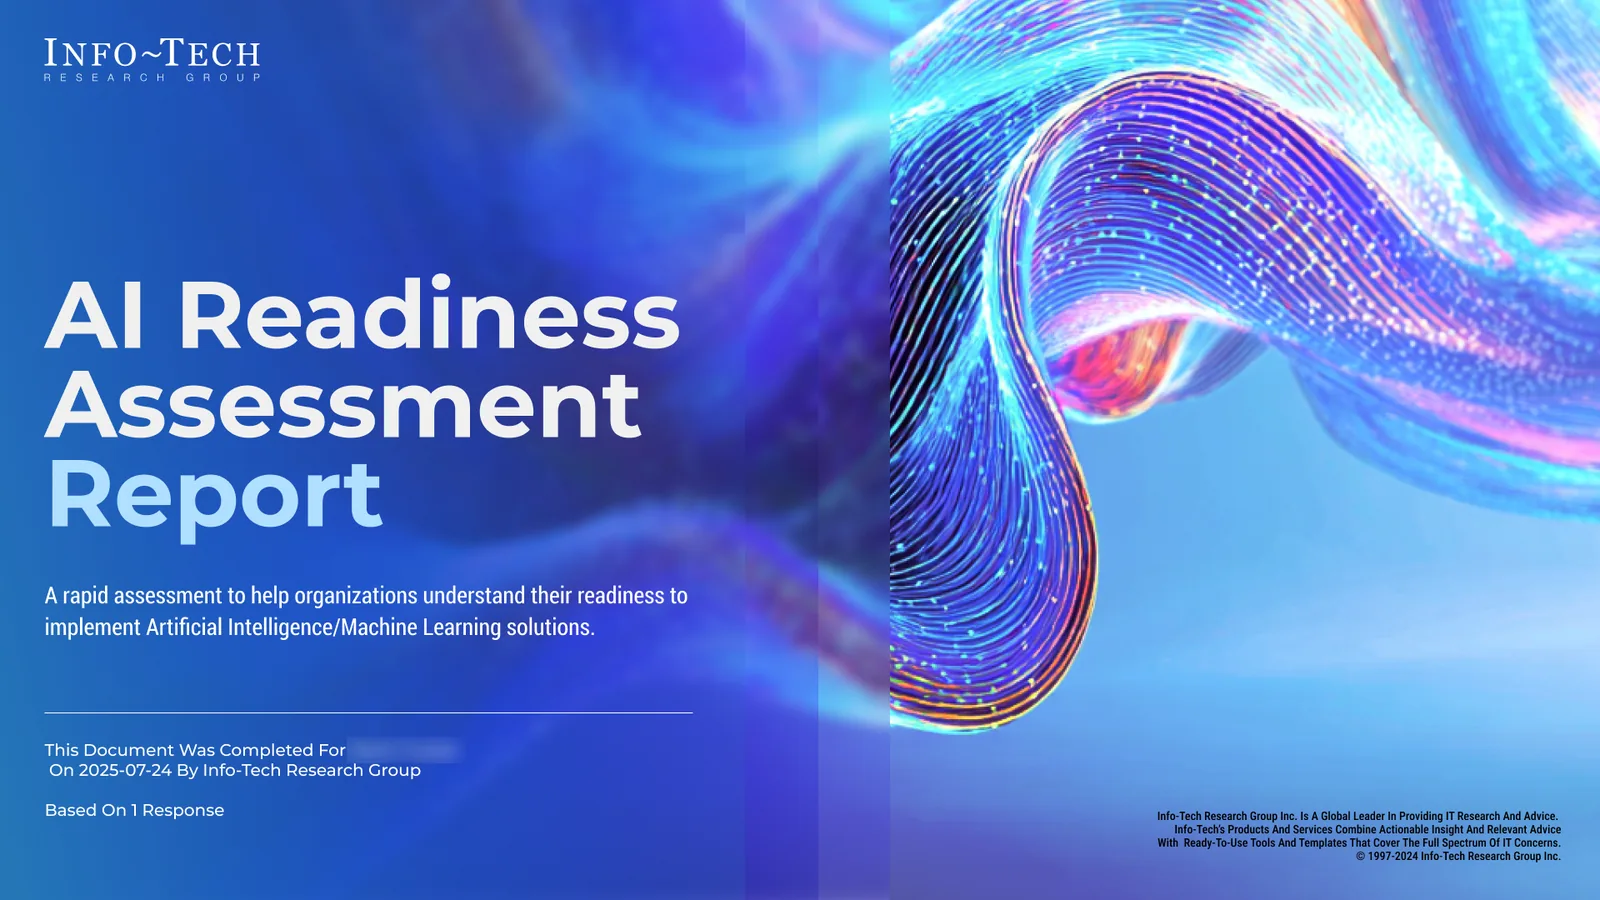 INFO~TECH
RESEARCH GROUP
AI Readiness
Assessment
Report
A rapid assessment to help organizations understand their readiness to
implement Artificial Intelligence/Machine Learning solutions.
This Document Was Completed For
On 2025-07-24 By Info-Tech Research Group
Based On 1 Response
Info-Tech Research Group Inc. Is A Global Leader In Providing IT Research And Advice.
Info-Tech's Products And Services Combine Actionable Insight And Relevant Advice
With Ready-To-Use Tools And Templates That Cover The Full Spectrum Of IT Concerns.
© 1997-2024 Info-Tech Research Group Inc.